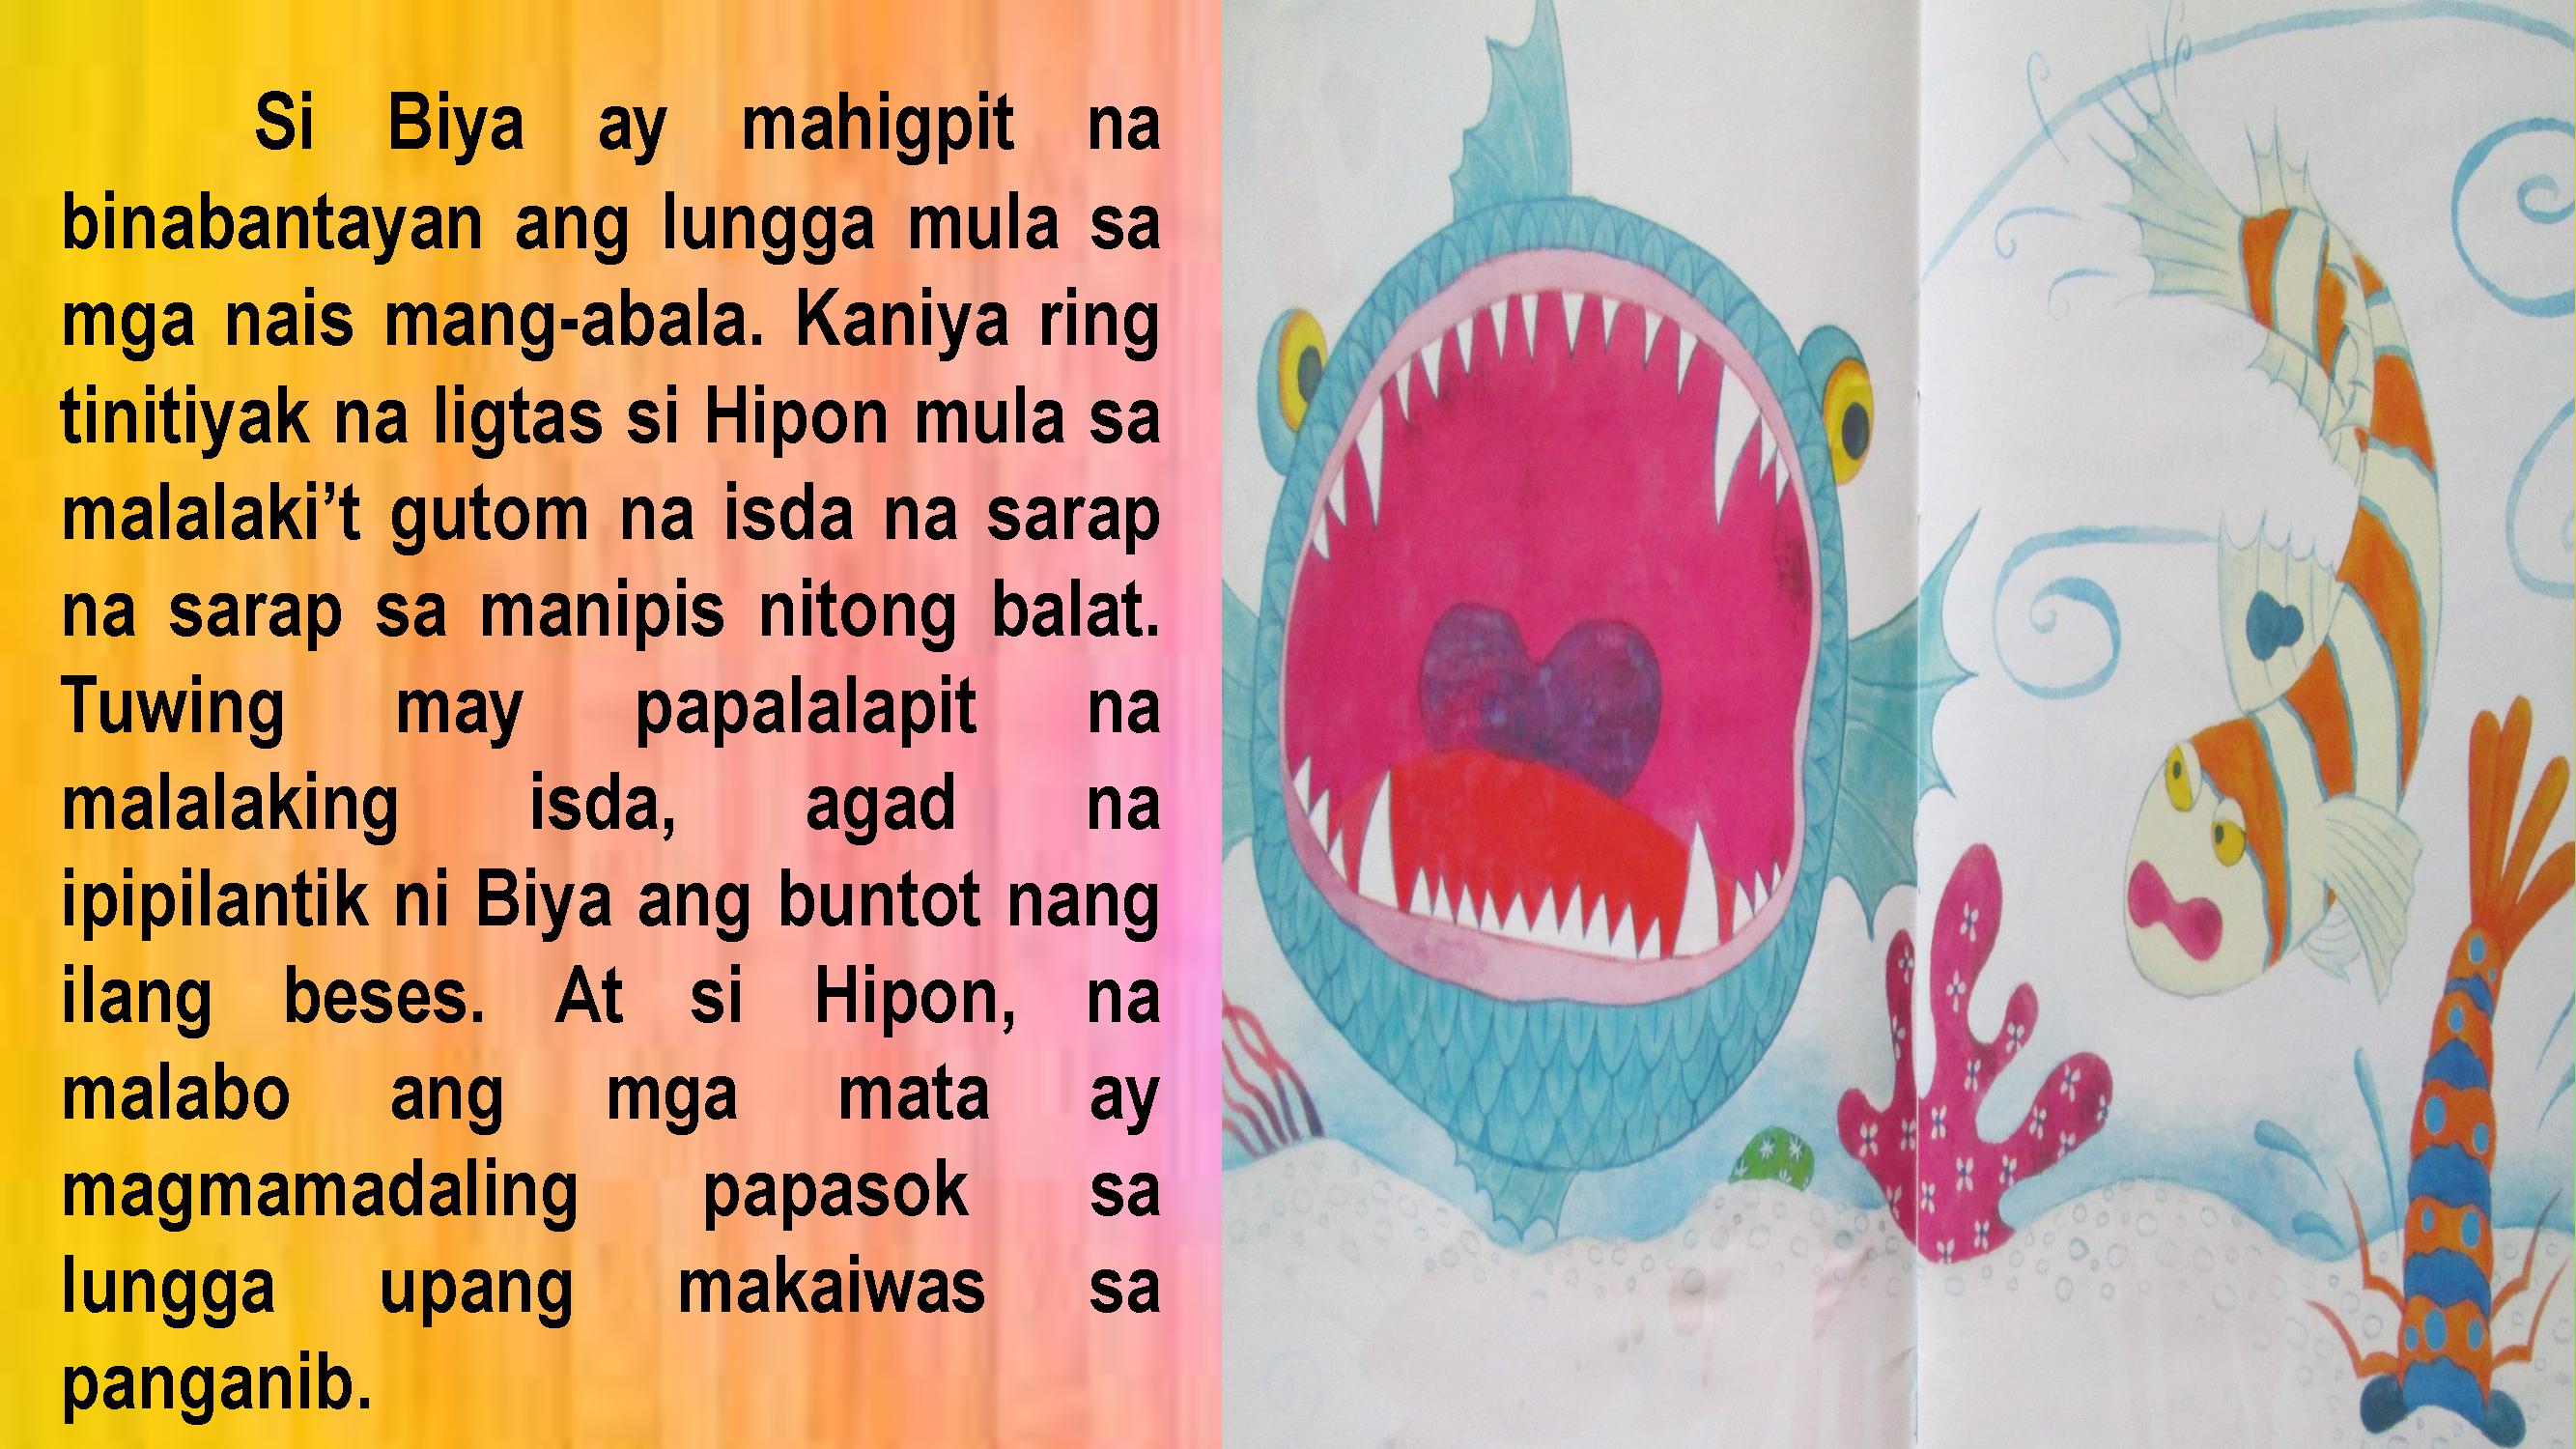 Si Biya ay mahigpit na
binabantayan ang lungga mula sa
mga nais mang-abala. Kaniya ring
tinitiyak na ligtas si Hipon mula sa
malalaki’t gutom na isda na sarap
na sarap sa manipis nitong balat.
Tuwing may papalalapit na
malalaking isda, agad na
ipipilantik ni Biya ang buntot nang
ilang beses. At si Hipon, na
malabo ang mga mata ay
magmamadaling papasok sa
lungga upang makaiwas sa
panganib.